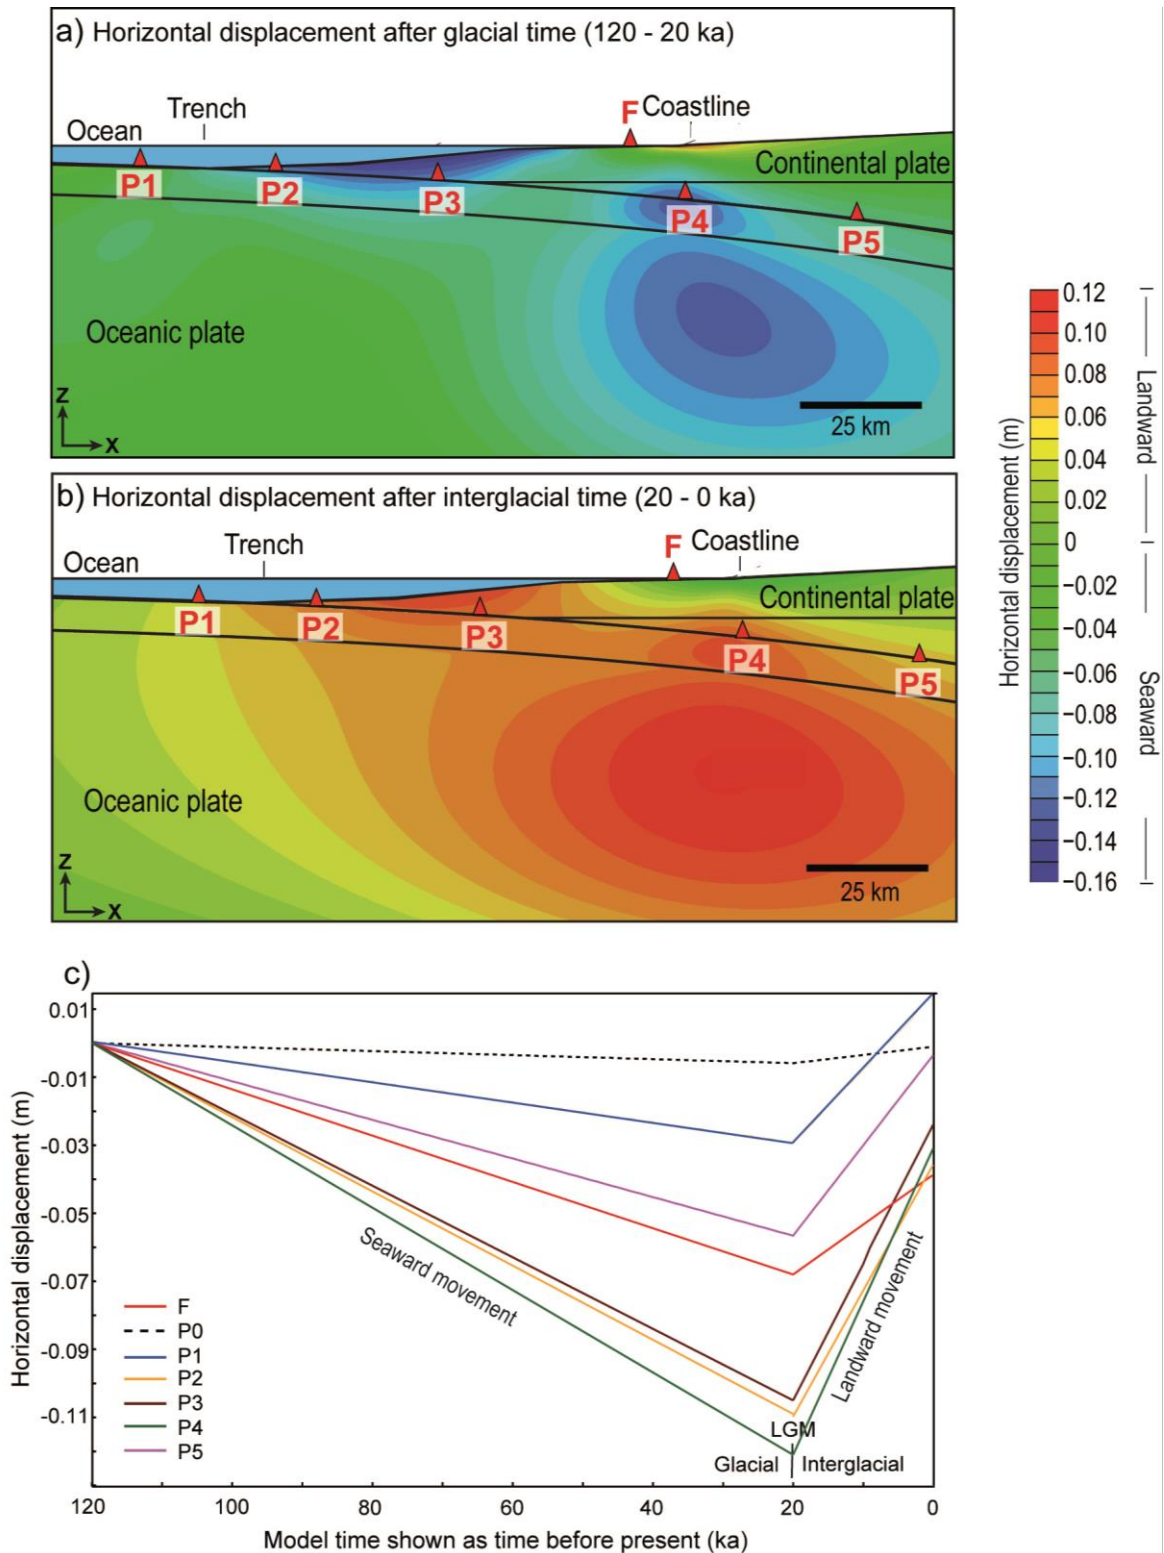 a) Horizontal displacement after glacial time (120 - 20 ka)
Trench
F Coastline
Ocean
Continental plate
P1
P2
P3
P4
P5
Oceanic plate
Z
X
25 km
b) Horizontal displacement after interglacial time (20 - 0 ka)
Trench
F Coastline
Ocean
Continental plate
P1
P2
P3
P4
P5
Oceanic plate
Z
X
25 km
Horizontal displacement (m)
0.12
0.10
0.08
0.06
0.04
0.02
0
−0.02
−0.04
−0.06
−0.08
−0.10
−0.12
−0.14
−0.16
Landward
Seaward
c)
Horizontal displacement (m)
0.01
-0.01
-0.03
-0.05
-0.07
-0.09
-0.11
Seaward movement
Landward movement
F
P0
P1
P2
P3
P4
P5
LGM
Glacial
Interglacial
120
100
80
60
40
20
0
Model time shown as time before present (ka)